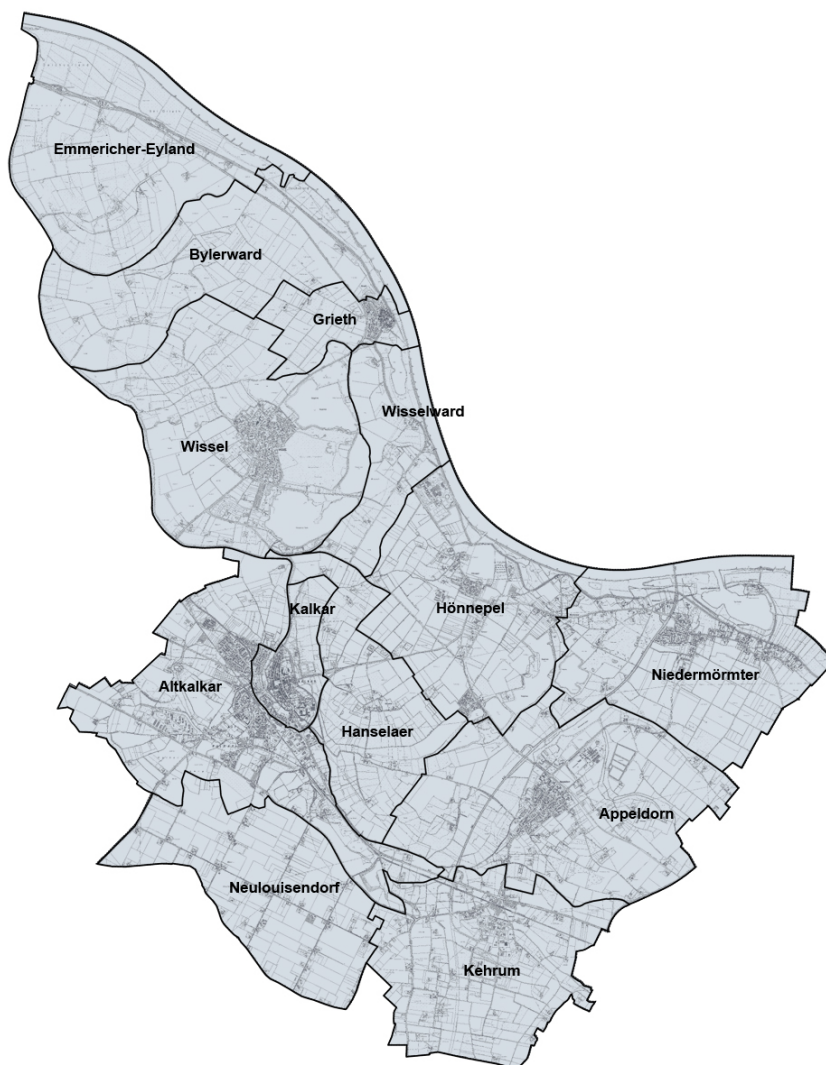 Emmericher-Eyland
Bylerward
Grieth
Wisselward
Wissel
Kalkar
Hönnepel
Niedermörmter
Altkalkar
Hanselaer
Appeldorn
Neulouisendorf
Kehrum